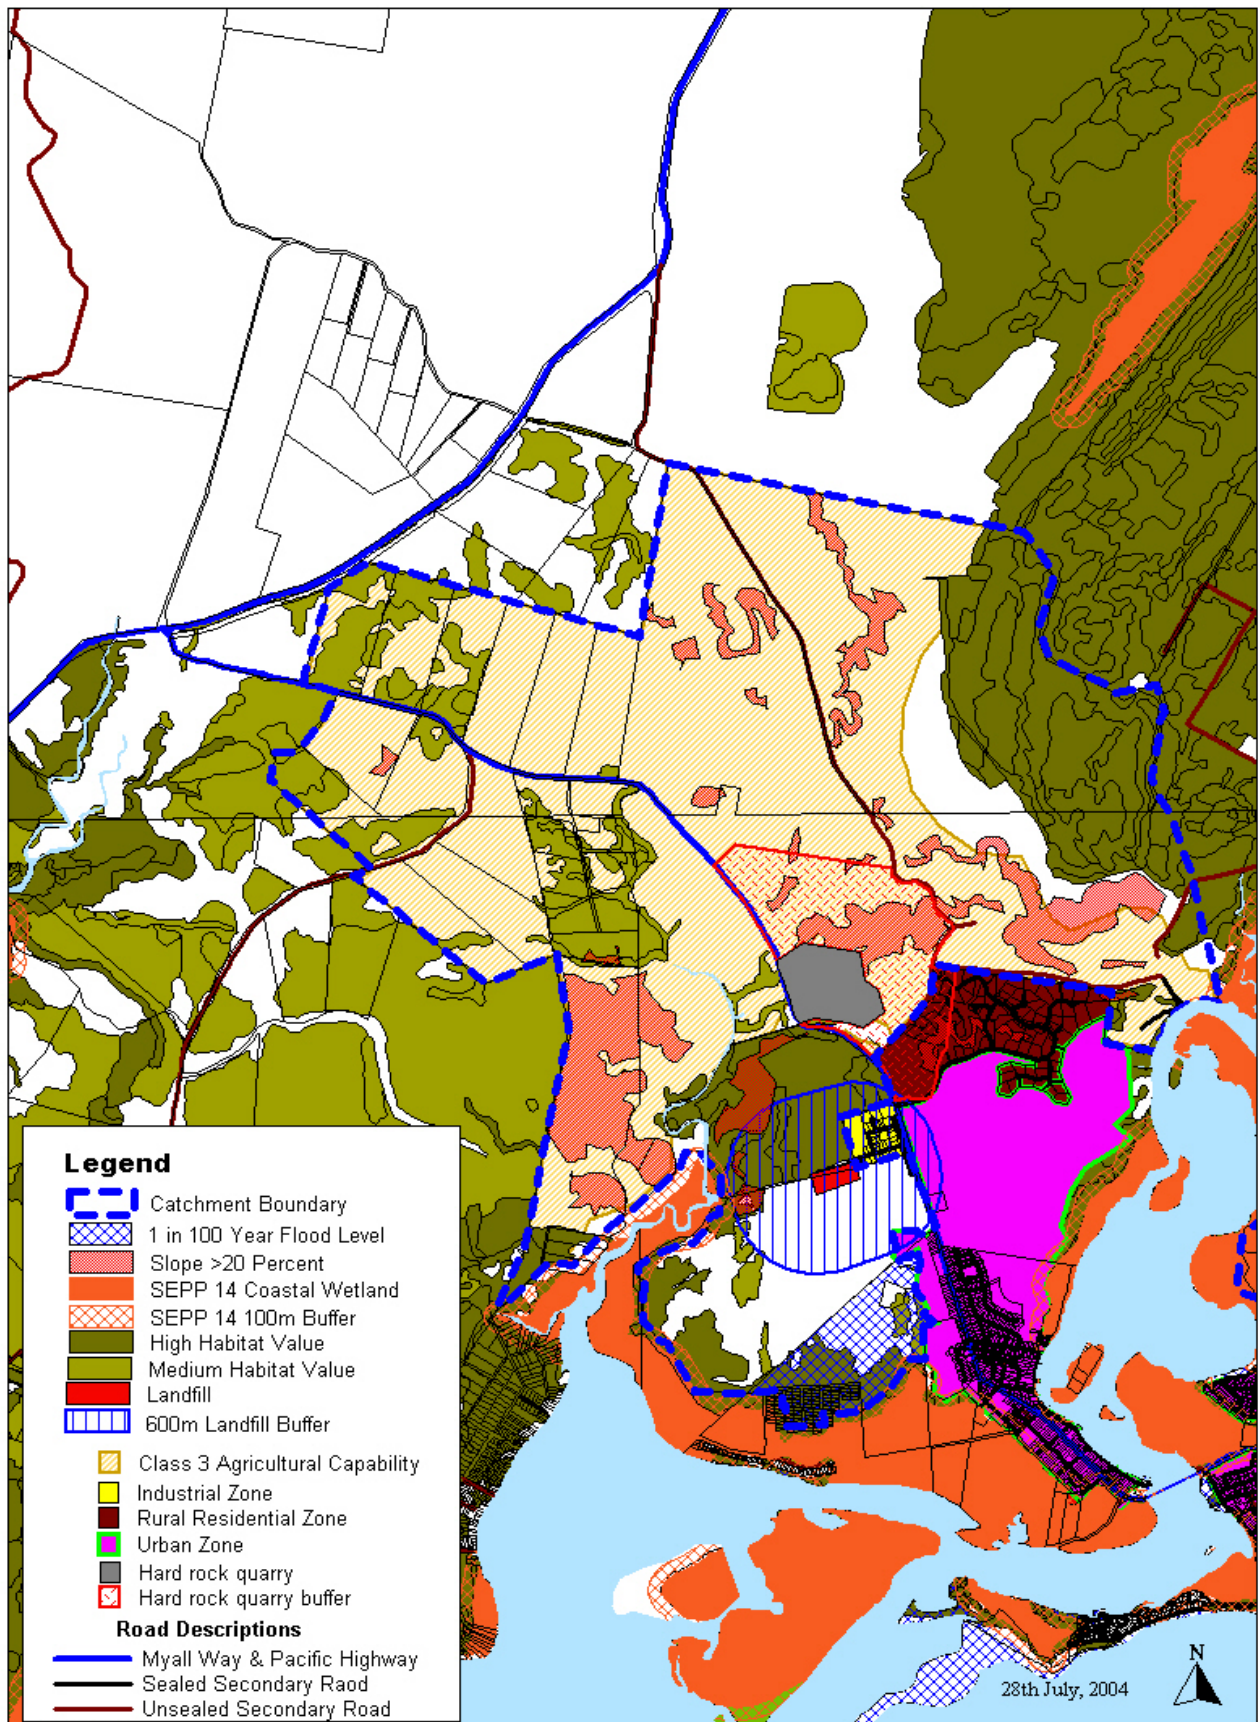 Legend
Catchment Boundary
1 in 100 Year Flood Level
Slope >20 Percent
SEPP 14 Coastal Wetland
SEPP 14 100m Buffer
High Habitat Value
Medium Habitat Value
Landfill
600m Landfill Buffer
Class 3 Agricultural Capability
Industrial Zone
Rural Residential Zone
Urban Zone
Hard rock quarry
Hard rock quarry buffer
Road Descriptions
Myall Way & Pacific Highway
Sealed Secondary Raod
Unsealed Secondary Road
N
28th July, 2004